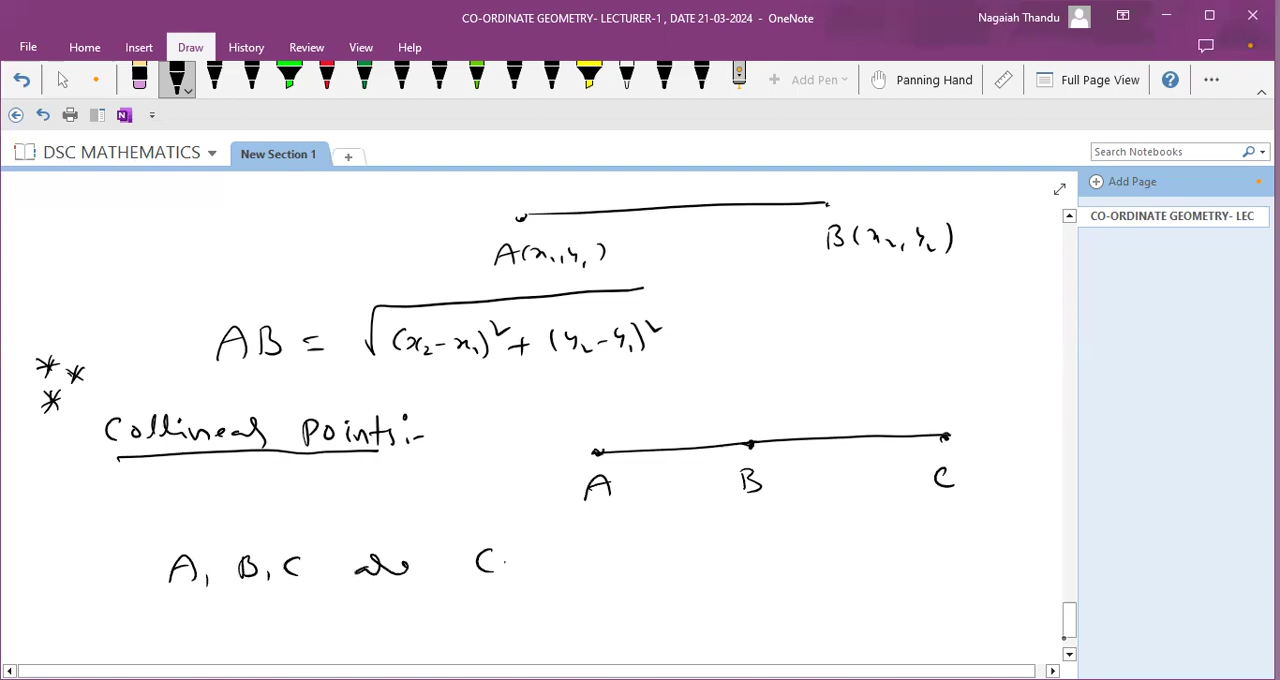 CO-ORDINATE GEOMETRY- LECTURER-1 , DATE 21-03-2024 - OneNote
Nagaiah Thandu
File Home Insert Draw History Review View Help
Add Pen Panning Hand Full Page View
DSC MATHEMATICS New Section 1
Search Notebooks
Add Page
CO-ORDINATE GEOMETRY- LEC
A(x₁, y₁) B(x₂, y₂)
AB = √(x₂-x₁)² + (y₂-y₁)²
Collinear points:-
A B C
A, B, C are C